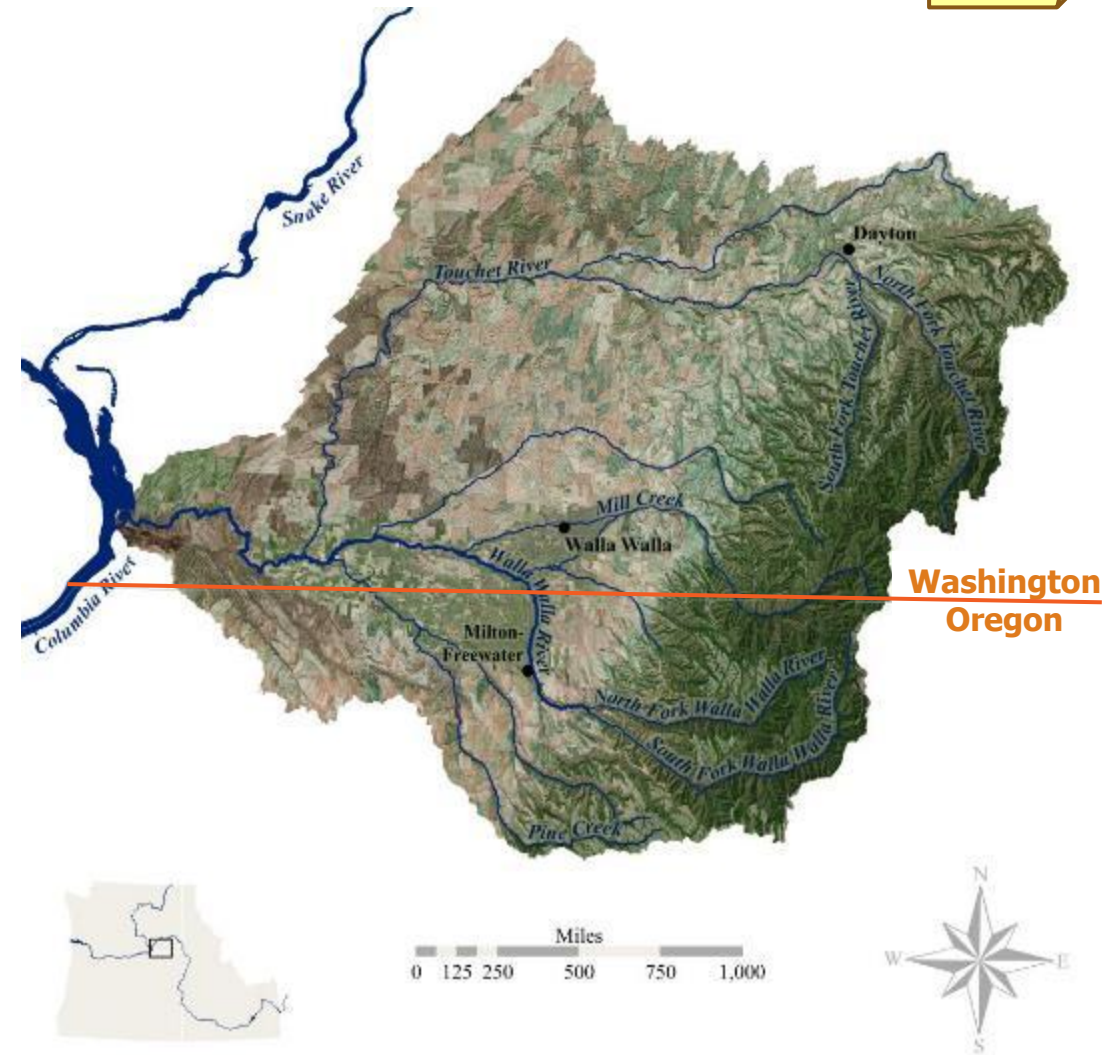 Snake River
Touchet River
Dayton
North Fork Touchet River
South Fork Touchet River
Mill Creek
Walla Walla
Walla Walla River
Columbia River
Washington
Oregon
Milton-
Freewater
North Fork Walla Walla River
South Fork Walla Walla River
Pine Creek
Miles
0 125 250 500 750 1,000
N
W E
S